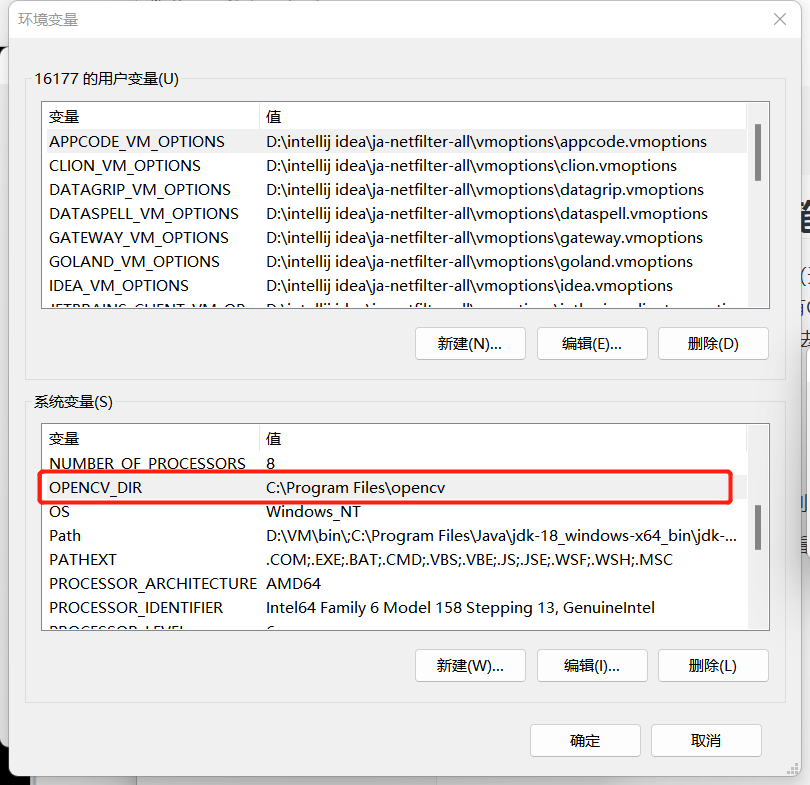 环境变量
16177 的用户变量(U)
变量 值
APPCODE_VM_OPTIONS D:\intellij idea\ja-netfilter-all\vmoptions\appcode.vmoptions
CLION_VM_OPTIONS D:\intellij idea\ja-netfilter-all\vmoptions\clion.vmoptions
DATAGRIP_VM_OPTIONS D:\intellij idea\ja-netfilter-all\vmoptions\datagrip.vmoptions
DATASPELL_VM_OPTIONS D:\intellij idea\ja-netfilter-all\vmoptions\dataspell.vmoptions
GATEWAY_VM_OPTIONS D:\intellij idea\ja-netfilter-all\vmoptions\gateway.vmoptions
GOLAND_VM_OPTIONS D:\intellij idea\ja-netfilter-all\vmoptions\goland.vmoptions
IDEA_VM_OPTIONS D:\intellij idea\ja-netfilter-all\vmoptions\idea.vmoptions
新建(N)... 编辑(E)... 删除(D)
系统变量(S)
变量 值
NUMBER_OF_PROCESSORS 8
OPENCV_DIR C:\Program Files\opencv
OS Windows_NT
Path D:\VM\bin\;C:\Program Files\Java\jdk-18_windows-x64_bin\jdk-...
PATHEXT .COM;.EXE;.BAT;.CMD;.VBS;.VBE;.JS;.JSE;.WSF;.WSH;.MSC
PROCESSOR_ARCHITECTURE AMD64
PROCESSOR_IDENTIFIER Intel64 Family 6 Model 158 Stepping 13, GenuineIntel
新建(W)... 编辑(I)... 删除(L)
确定 取消